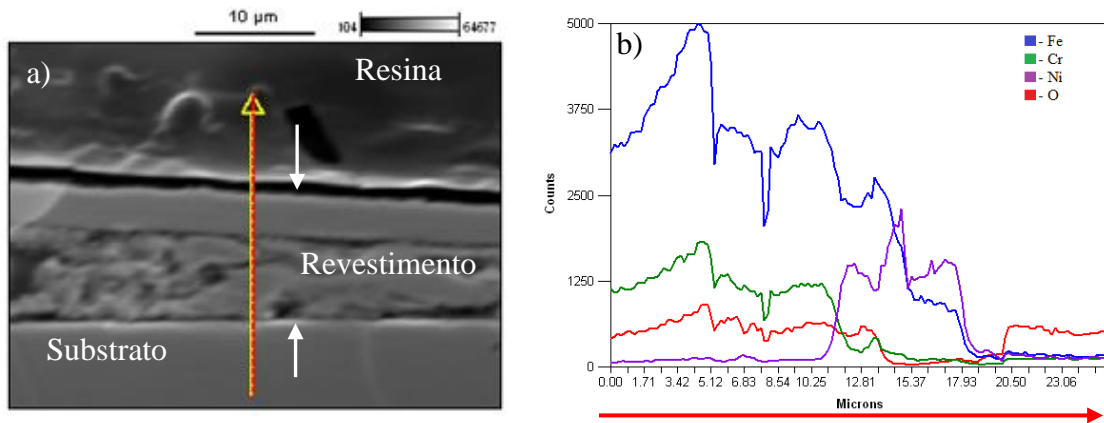 10 µm
104
64677
a)
Resina
Revestimento
Substrato
b)
5000
3750
2500
1250
0
Counts
- Fe
- Cr
- Ni
- O
0.00 1.71 3.42 5.12 6.83 8.54 10.25 12.81 15.37 17.93 20.50 23.06
Microns